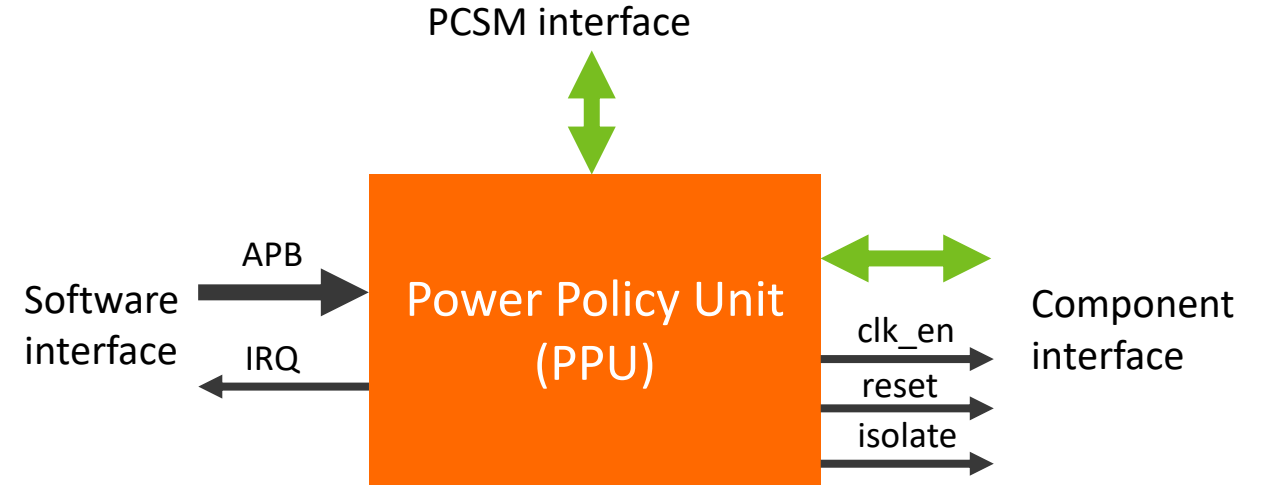 PCSM interface
APB
Software
interface
IRQ
Power Policy Unit
(PPU)
Component
interface
clk_en
reset
isolate